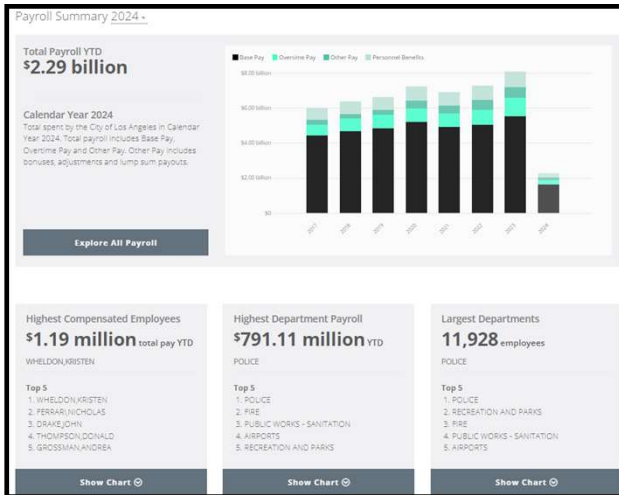 Payroll Summary 2024
Total Payroll YTD
$2.29 billion
Calendar Year 2024
Total spent by the City of Los Angeles in Calendar
Year 2024. Total payroll includes Base Pay,
Overtime Pay and Other Pay. Other Pay includes
bonuses, adjustments and lump sum payouts.
Explore All Payroll
Base Pay Overtime Pay Other Pay Personnel Benefits
$8.00 billion
$6.00 billion
$4.00 billion
$2.00 billion
$0
2017 2018 2019 2020 2021 2022 2023 2024
Highest Compensated Employees
$1.19 million total pay YTD
WHELDON,KRISTEN
Top 5
1. WHELDON,KRISTEN
2. FERRARI,NICHOLAS
3. DRAKE,JOHN
4. THOMPSON,DONALD
5. GROSSMAN,ANDREA
Show Chart
Highest Department Payroll
$791.11 million YTD
POLICE
Top 5
1. POLICE
2. FIRE
3. PUBLIC WORKS - SANITATION
4. AIRPORTS
5. RECREATION AND PARKS
Show Chart
Largest Departments
11,928 employees
POLICE
Top 5
1. POLICE
2. RECREATION AND PARKS
3. FIRE
4. PUBLIC WORKS - SANITATION
5. AIRPORTS
Show Chart